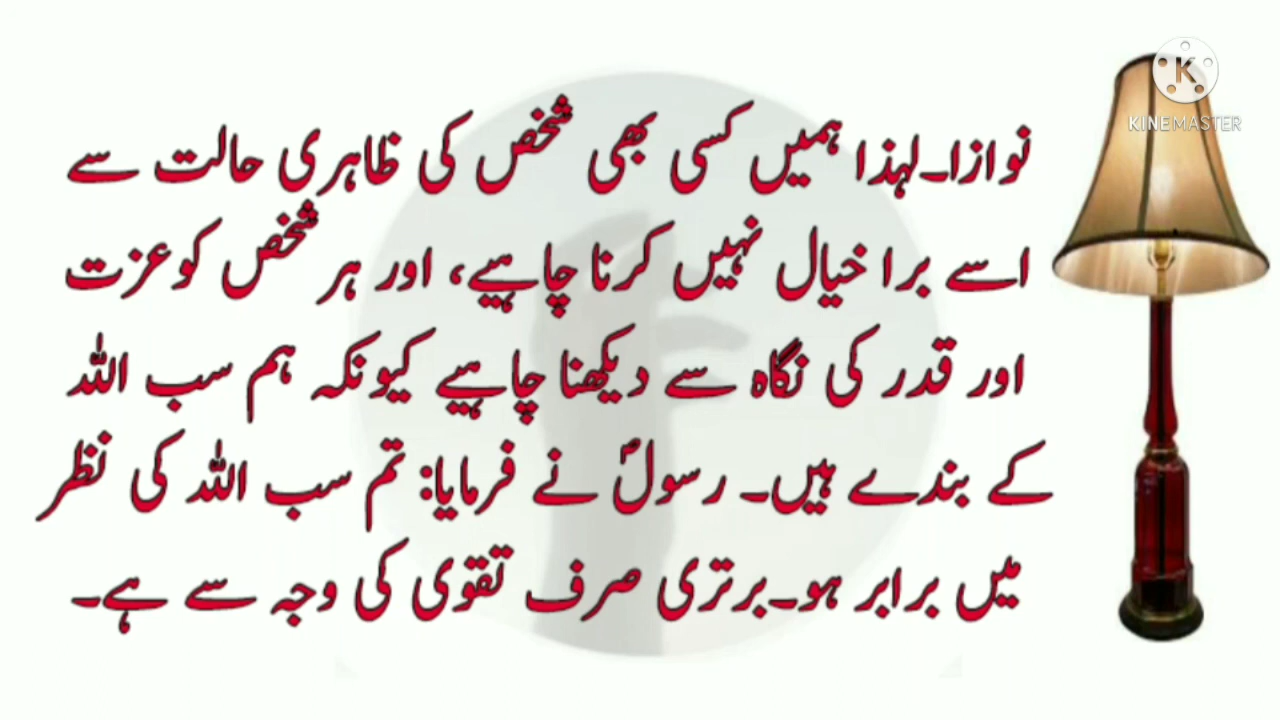 نوازا۔لہذا ہمیں کسی بھی شخص کی ظاہری حالت سے
اسے برا خیال نہیں کرنا چاہیے، اور ہر شخص کو عزت
اور قدر کی نگاہ سے دیکھنا چاہیے کیونکہ ہم سب اللہ
کے بندے ہیں۔ رسولؐ نے فرمایا: تم سب اللہ کی نظر
میں برابر ہو۔برتری صرف تقوی کی وجہ سے ہے۔
K
KINEMASTER